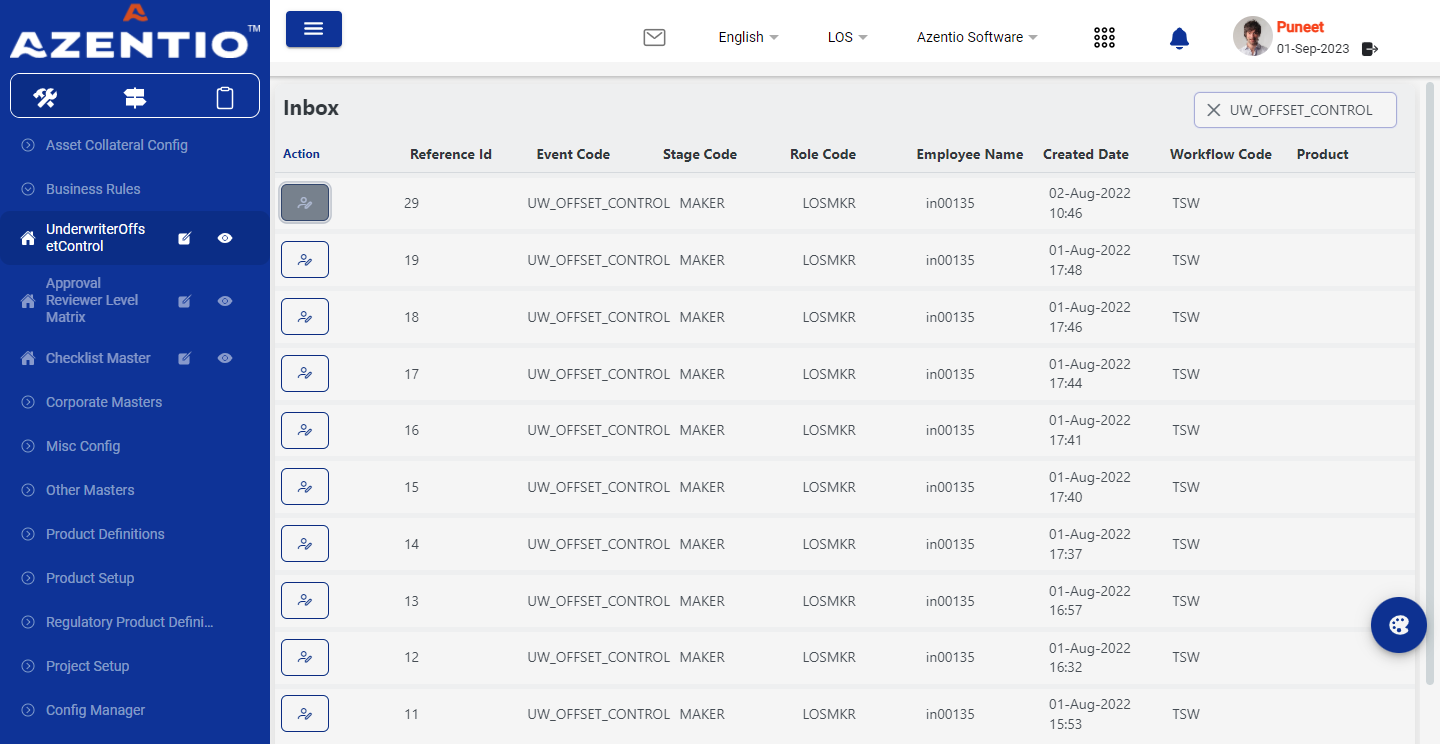 AZENTIO™
English
LOS
Azentio Software
Puneet
01-Sep-2023
Asset Collateral Config
Business Rules
UnderwriterOffs
etControl
Approval
Reviewer Level
Matrix
Checklist Master
Corporate Masters
Misc Config
Other Masters
Product Definitions
Product Setup
Regulatory Product Defini...
Project Setup
Config Manager
Inbox
UW_OFFSET_CONTROL
Action Reference Id Event Code Stage Code Role Code Employee Name Created Date Workflow Code Product
29 UW_OFFSET_CONTROL MAKER LOSMKR in00135 02-Aug-2022 TSW
10:46
19 UW_OFFSET_CONTROL MAKER LOSMKR in00135 01-Aug-2022 TSW
17:48
18 UW_OFFSET_CONTROL MAKER LOSMKR in00135 01-Aug-2022 TSW
17:46
17 UW_OFFSET_CONTROL MAKER LOSMKR in00135 01-Aug-2022 TSW
17:44
16 UW_OFFSET_CONTROL MAKER LOSMKR in00135 01-Aug-2022 TSW
17:41
15 UW_OFFSET_CONTROL MAKER LOSMKR in00135 01-Aug-2022 TSW
17:40
14 UW_OFFSET_CONTROL MAKER LOSMKR in00135 01-Aug-2022 TSW
17:37
13 UW_OFFSET_CONTROL MAKER LOSMKR in00135 01-Aug-2022 TSW
16:57
12 UW_OFFSET_CONTROL MAKER LOSMKR in00135 01-Aug-2022 TSW
16:32
11 UW_OFFSET_CONTROL MAKER LOSMKR in00135 01-Aug-2022 TSW
15:53